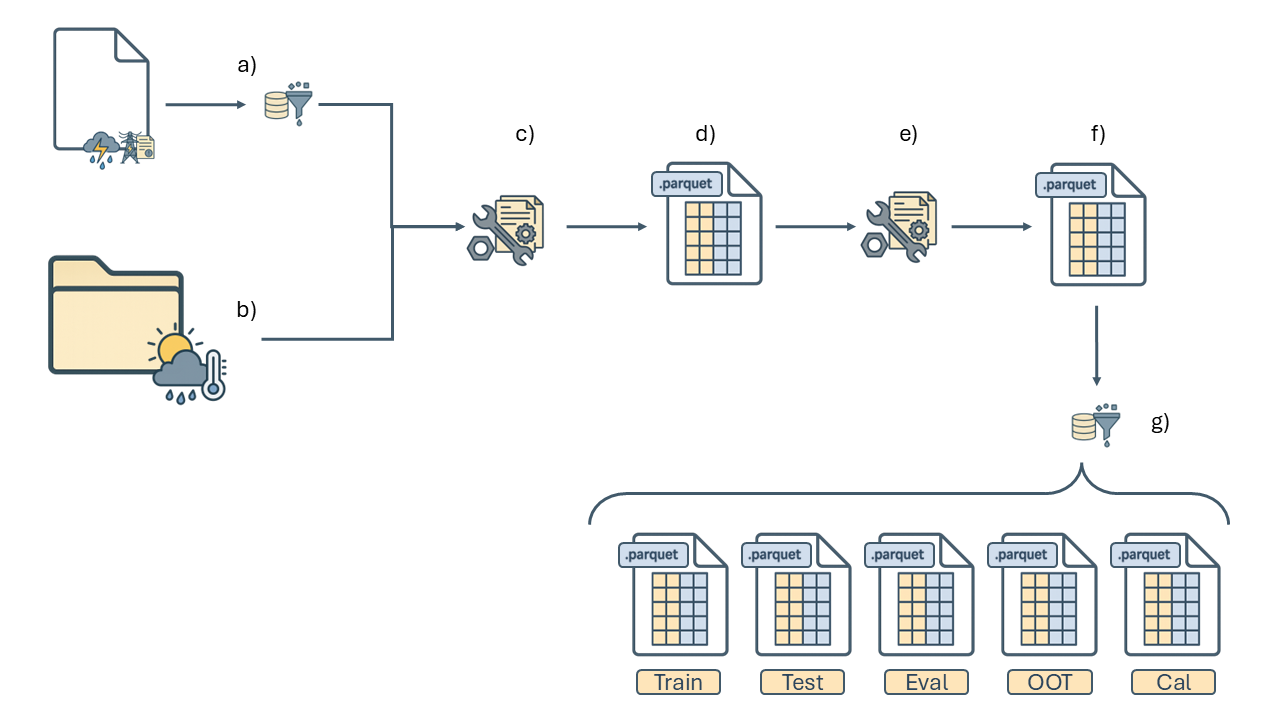 a)
b)
c)
d)
e)
f)
.parquet
.parquet
g)
.parquet
.parquet
.parquet
.parquet
.parquet
Train
Test
Eval
OOT
Cal